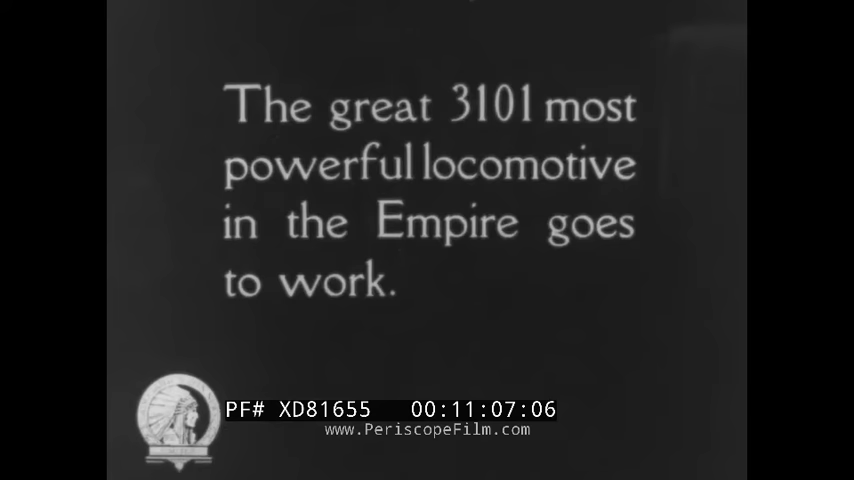 The great 3101 most
powerful locomotive
in the Empire goes
to work.
PF# XD81655 00:11:07:06
www.PeriscopeFilm.com